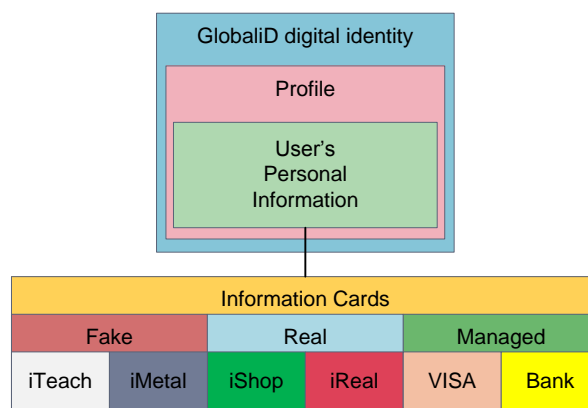 GlobaliD digital identity
Profile
User's
Personal
Information
Information Cards
Fake Real Managed
iTeach iMetal iShop iReal VISA Bank